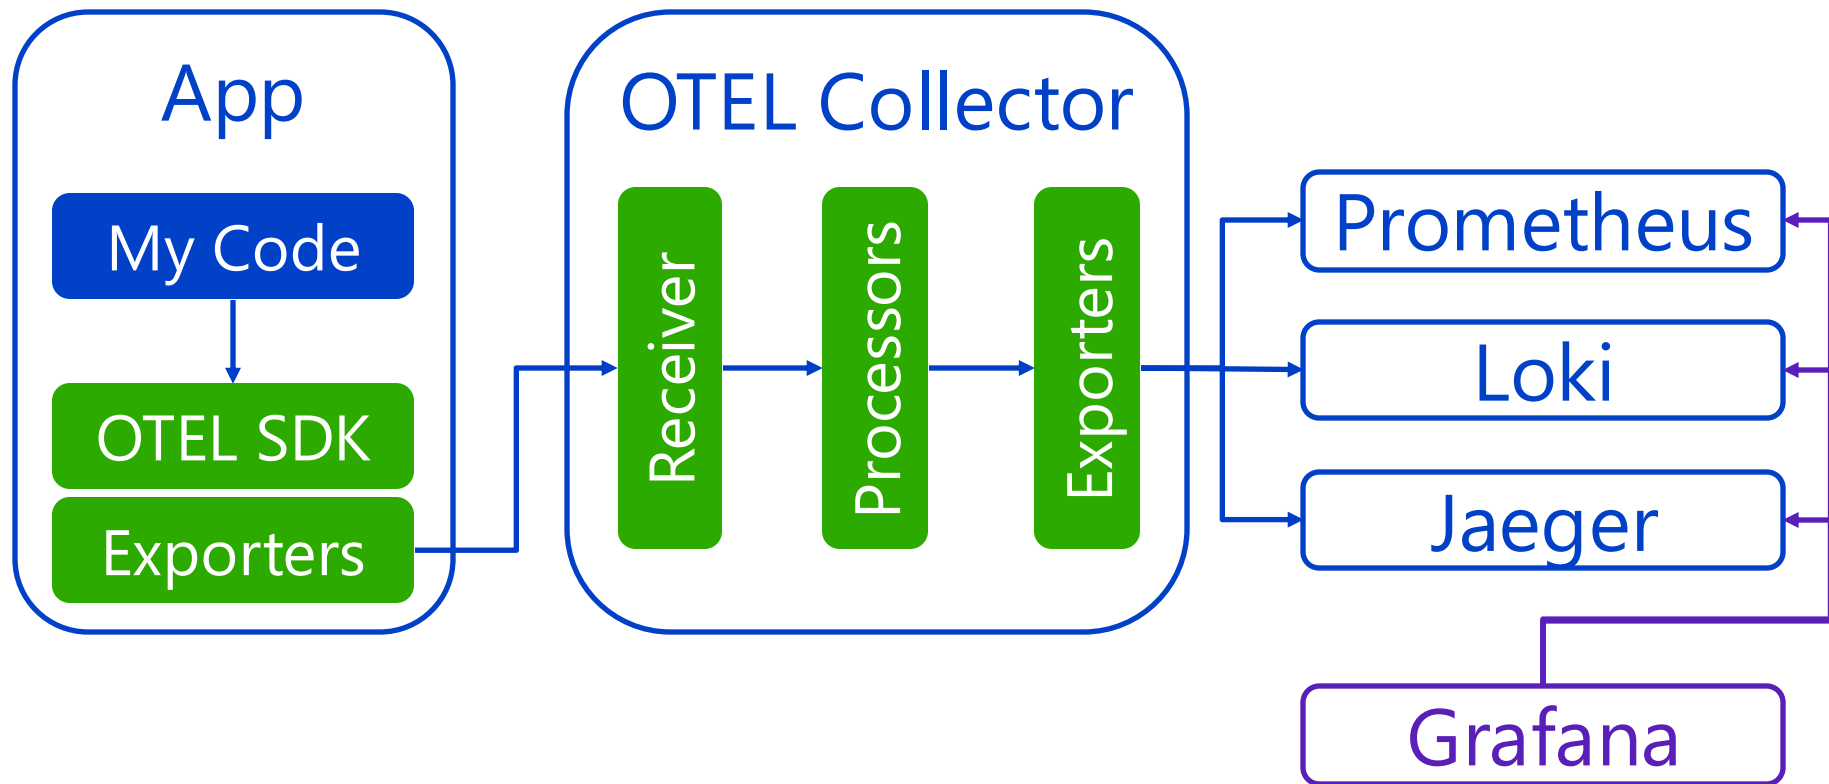 App
My Code
OTEL SDK
Exporters
OTEL Collector
Receiver
Processors
Exporters
Prometheus
Loki
Jaeger
Grafana